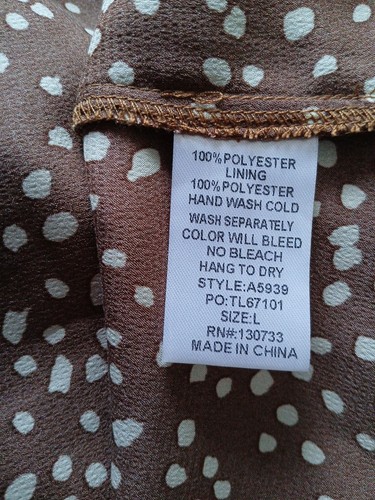 100%POLYESTER
LINING
100%POLYESTER
HAND WASH COLD
WASH SEPARATELY
COLOR WILL BLEED
NO BLEACH
HANG TO DRY
STYLE:A5939
PO:TL67101
SIZE:L
RN#:130733
MADE IN CHINA